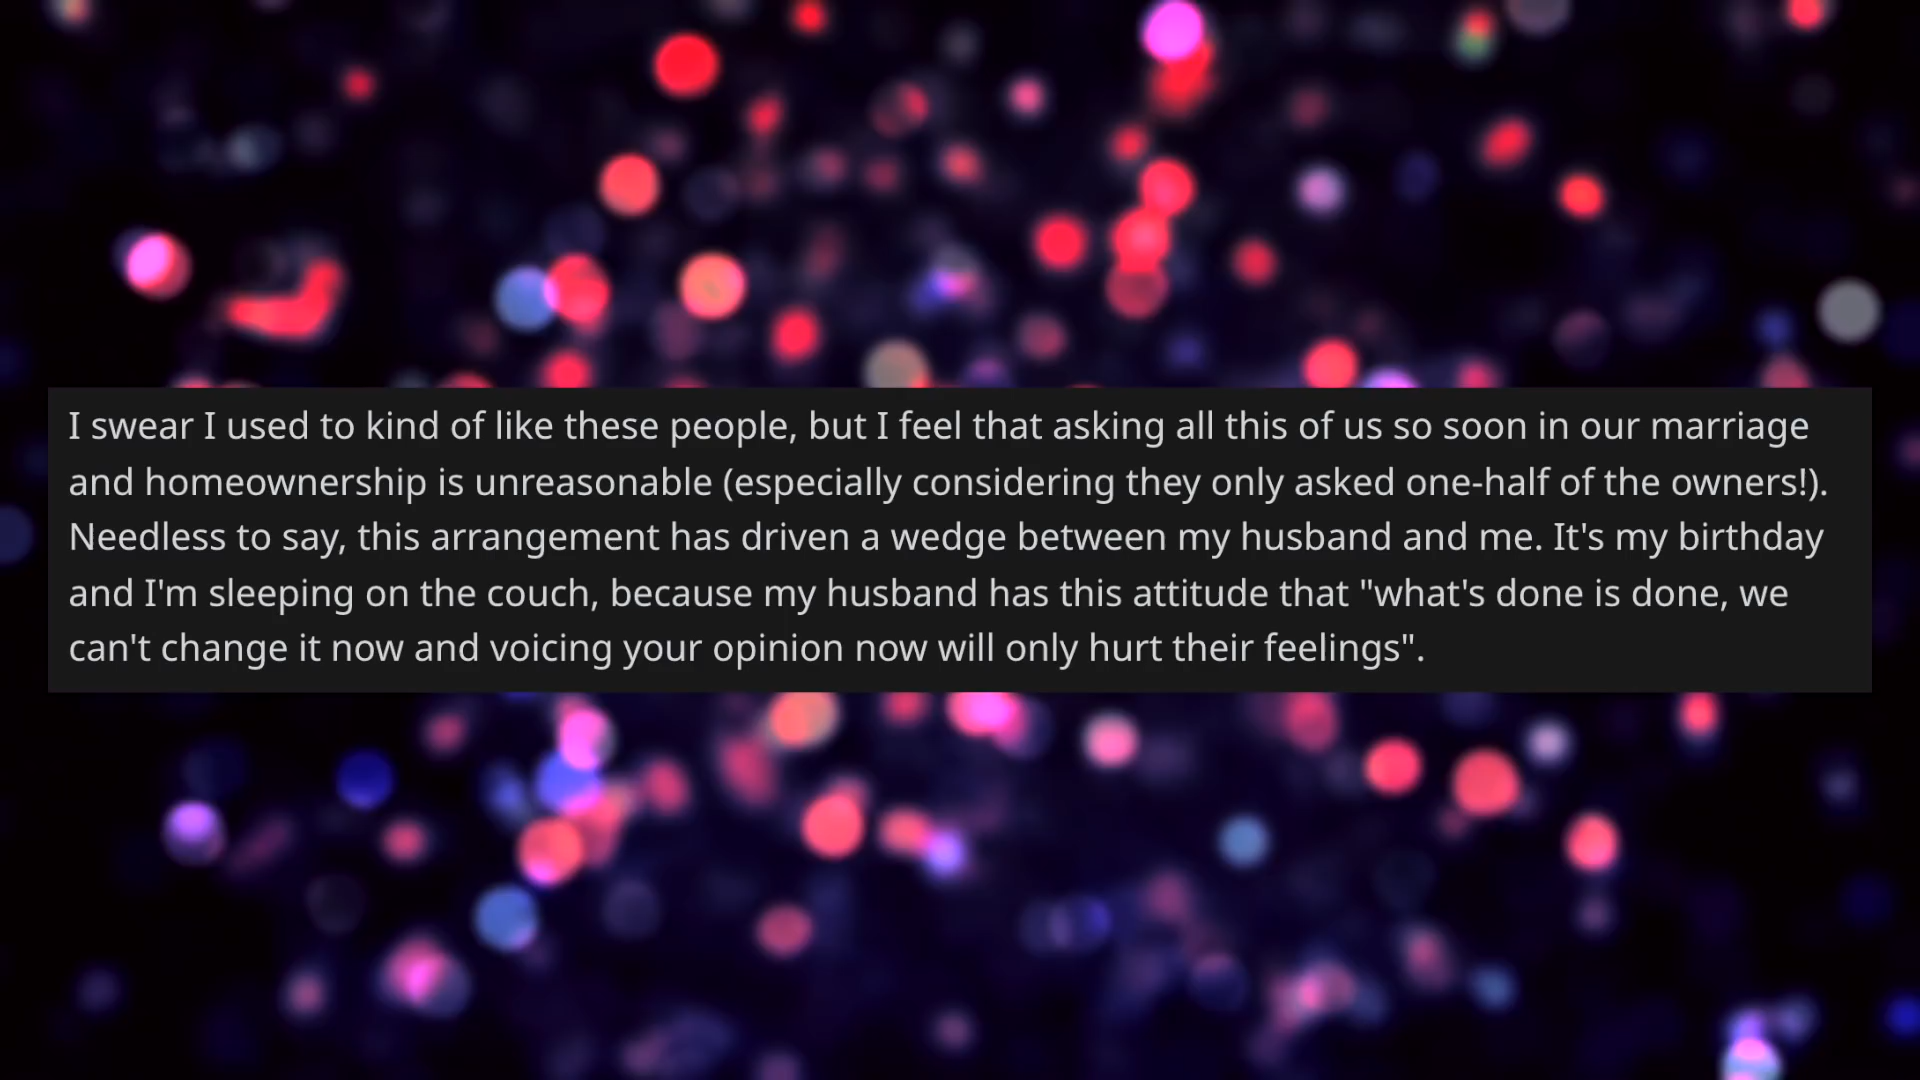 I swear I used to kind of like these people, but I feel that asking all this of us so soon in our marriage
and homeownership is unreasonable (especially considering they only asked one-half of the owners!).
Needless to say, this arrangement has driven a wedge between my husband and me. It's my birthday
and I'm sleeping on the couch, because my husband has this attitude that "what's done is done, we
can't change it now and voicing your opinion now will only hurt their feelings".